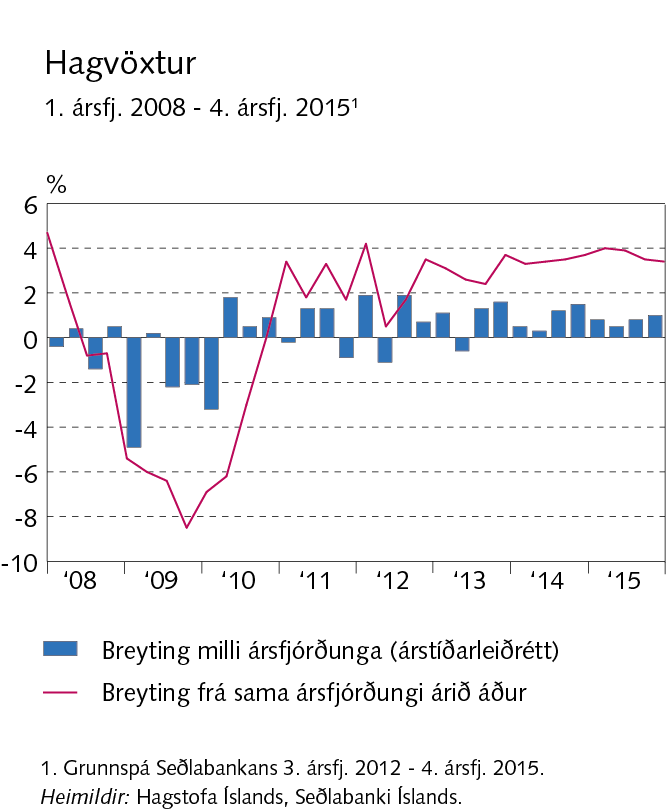 Hagvöxtur
1. ársfj. 2008 - 4. ársfj. 2015¹
%
6
4
2
0
-2
-4
-6
-8
-10
‘08 ‘09 ‘10 ‘11 ‘12 ‘13 ‘14 ‘15
Breyting milli ársfjórðunga (árstíðarleiðrétt)
Breyting frá sama ársfjórðungi árið áður
1. Grunnspá Seðlabankans 3. ársfj. 2012 - 4. ársfj. 2015.
Heimildir: Hagstofa Íslands, Seðlabanki Íslands.